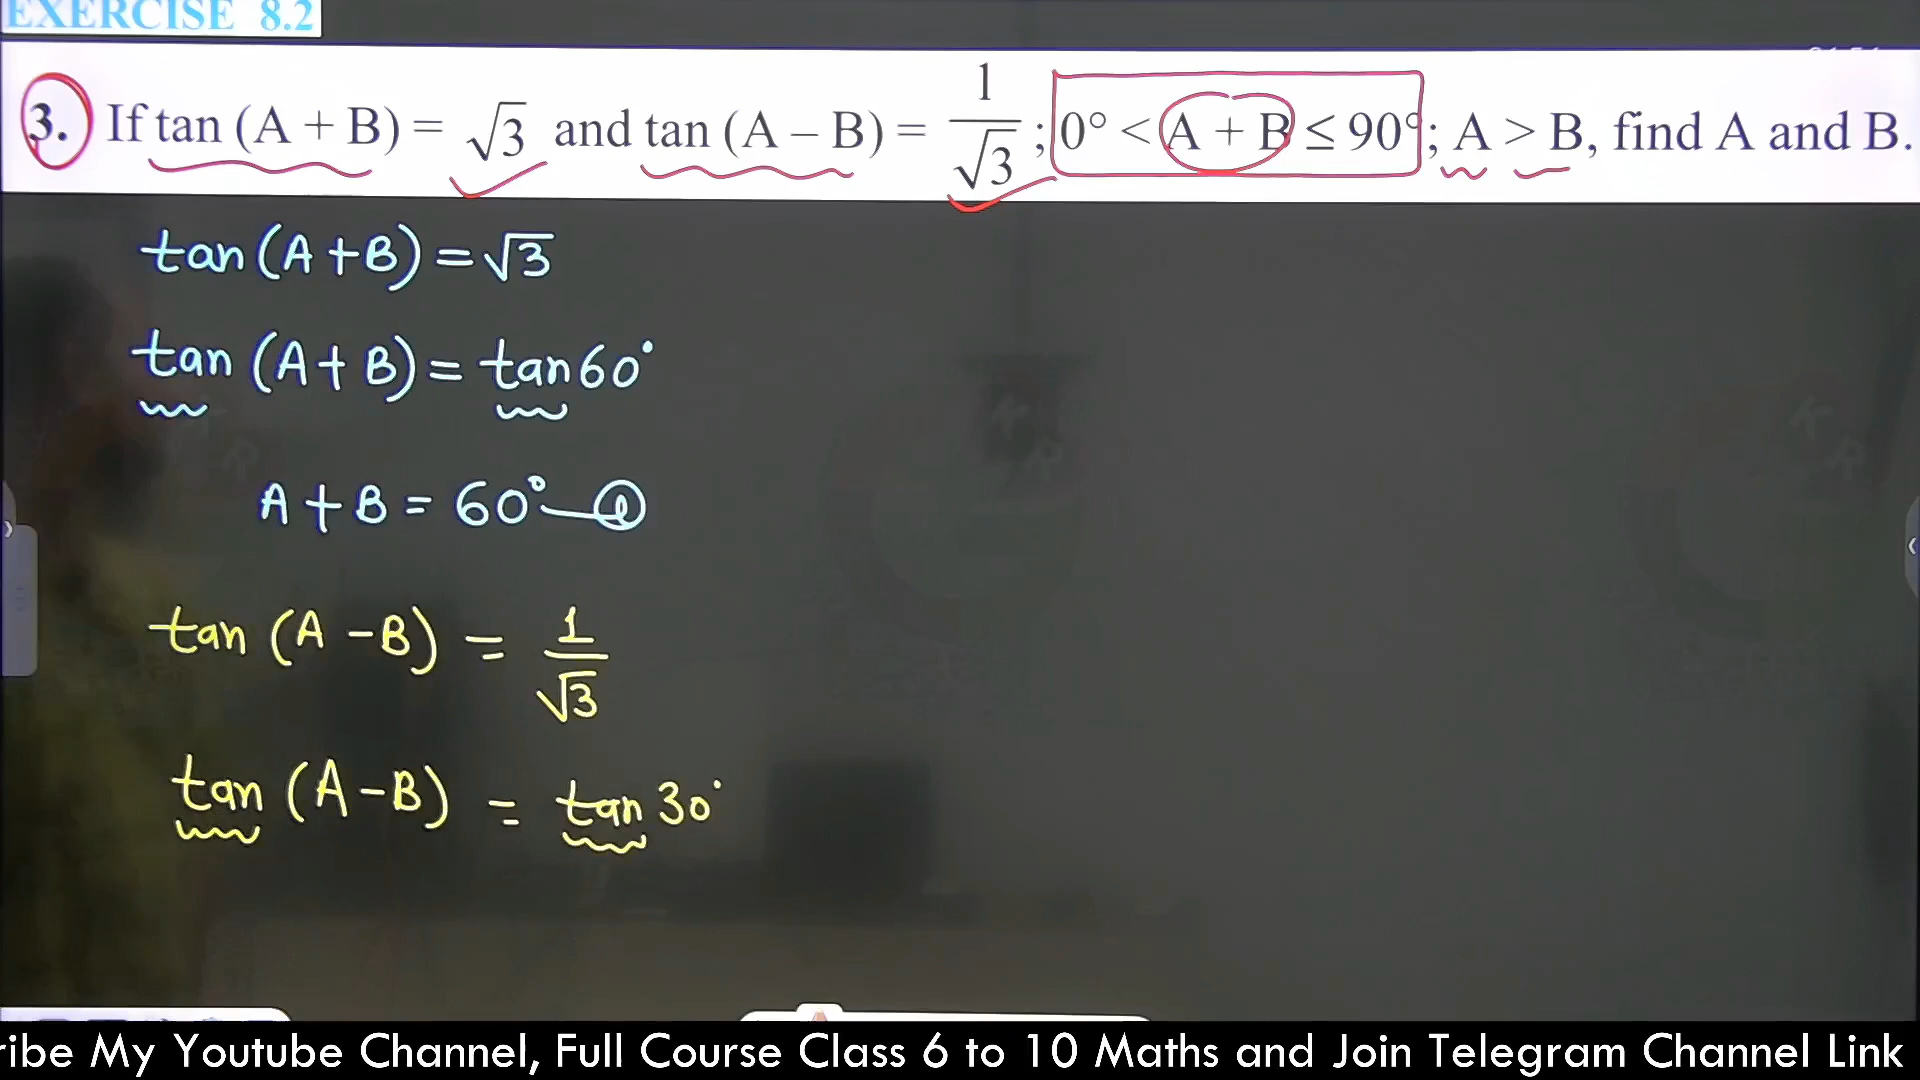 EXERCISE 8.2
3. If tan (A + B) = √3 and tan (A – B) = 1/√3 ; 0° < A + B ≤ 90°; A > B, find A and B.
tan (A + B) = √3
tan (A + B) = tan 60°
A + B = 60° — ①
tan (A – B) = 1/√3
tan (A – B) = tan 30°
ribe My Youtube Channel, Full Course Class 6 to 10 Maths and Join Telegram Channel Link